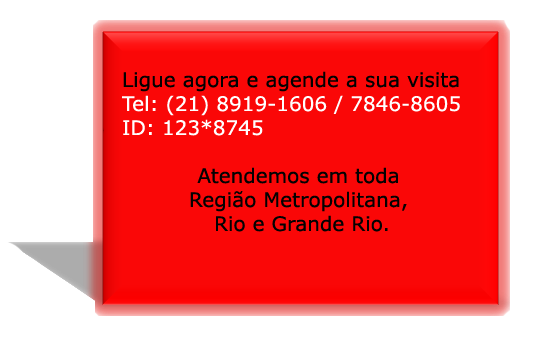 Ligue agora e agende a sua visita
Tel: (21) 8919-1606 / 7846-8605
ID: 123*8745
Atendemos em toda
Região Metropolitana,
Rio e Grande Rio.